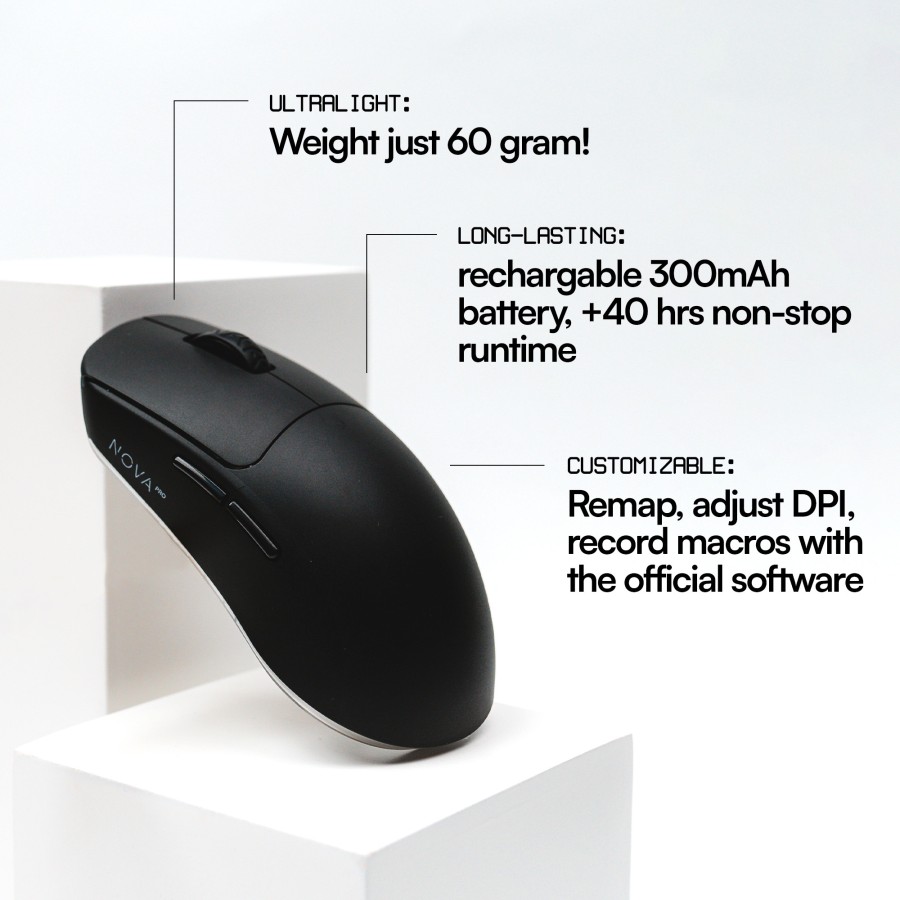 ULTRALIGHT:
Weight just 60 gram!
LONG-LASTING:
rechargable 300mAh
battery, +40 hrs non-stop
runtime
CUSTOMIZABLE:
Remap, adjust DPI,
record macros with
the official software
NOVA PRO